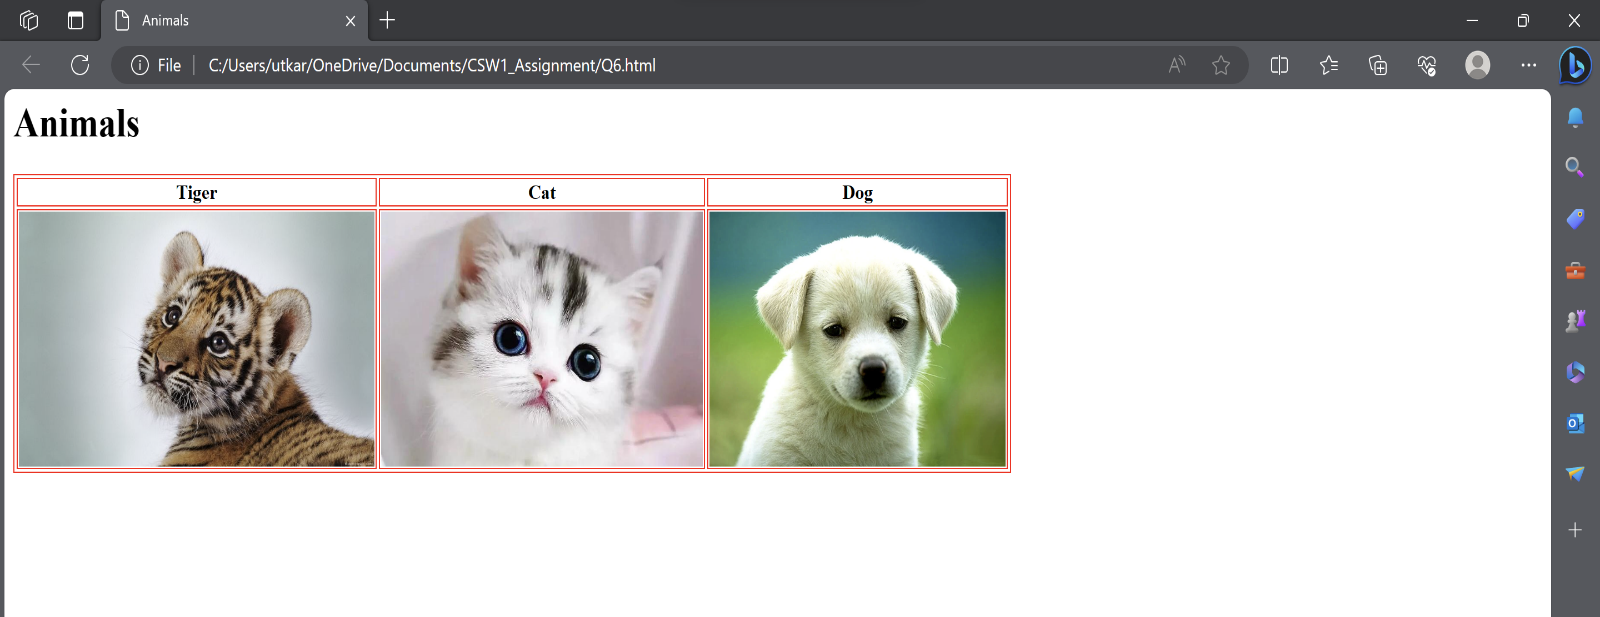 Animals
File C:/Users/utkar/OneDrive/Documents/CSW1_Assignment/Q6.html
Animals
Tiger Cat Dog